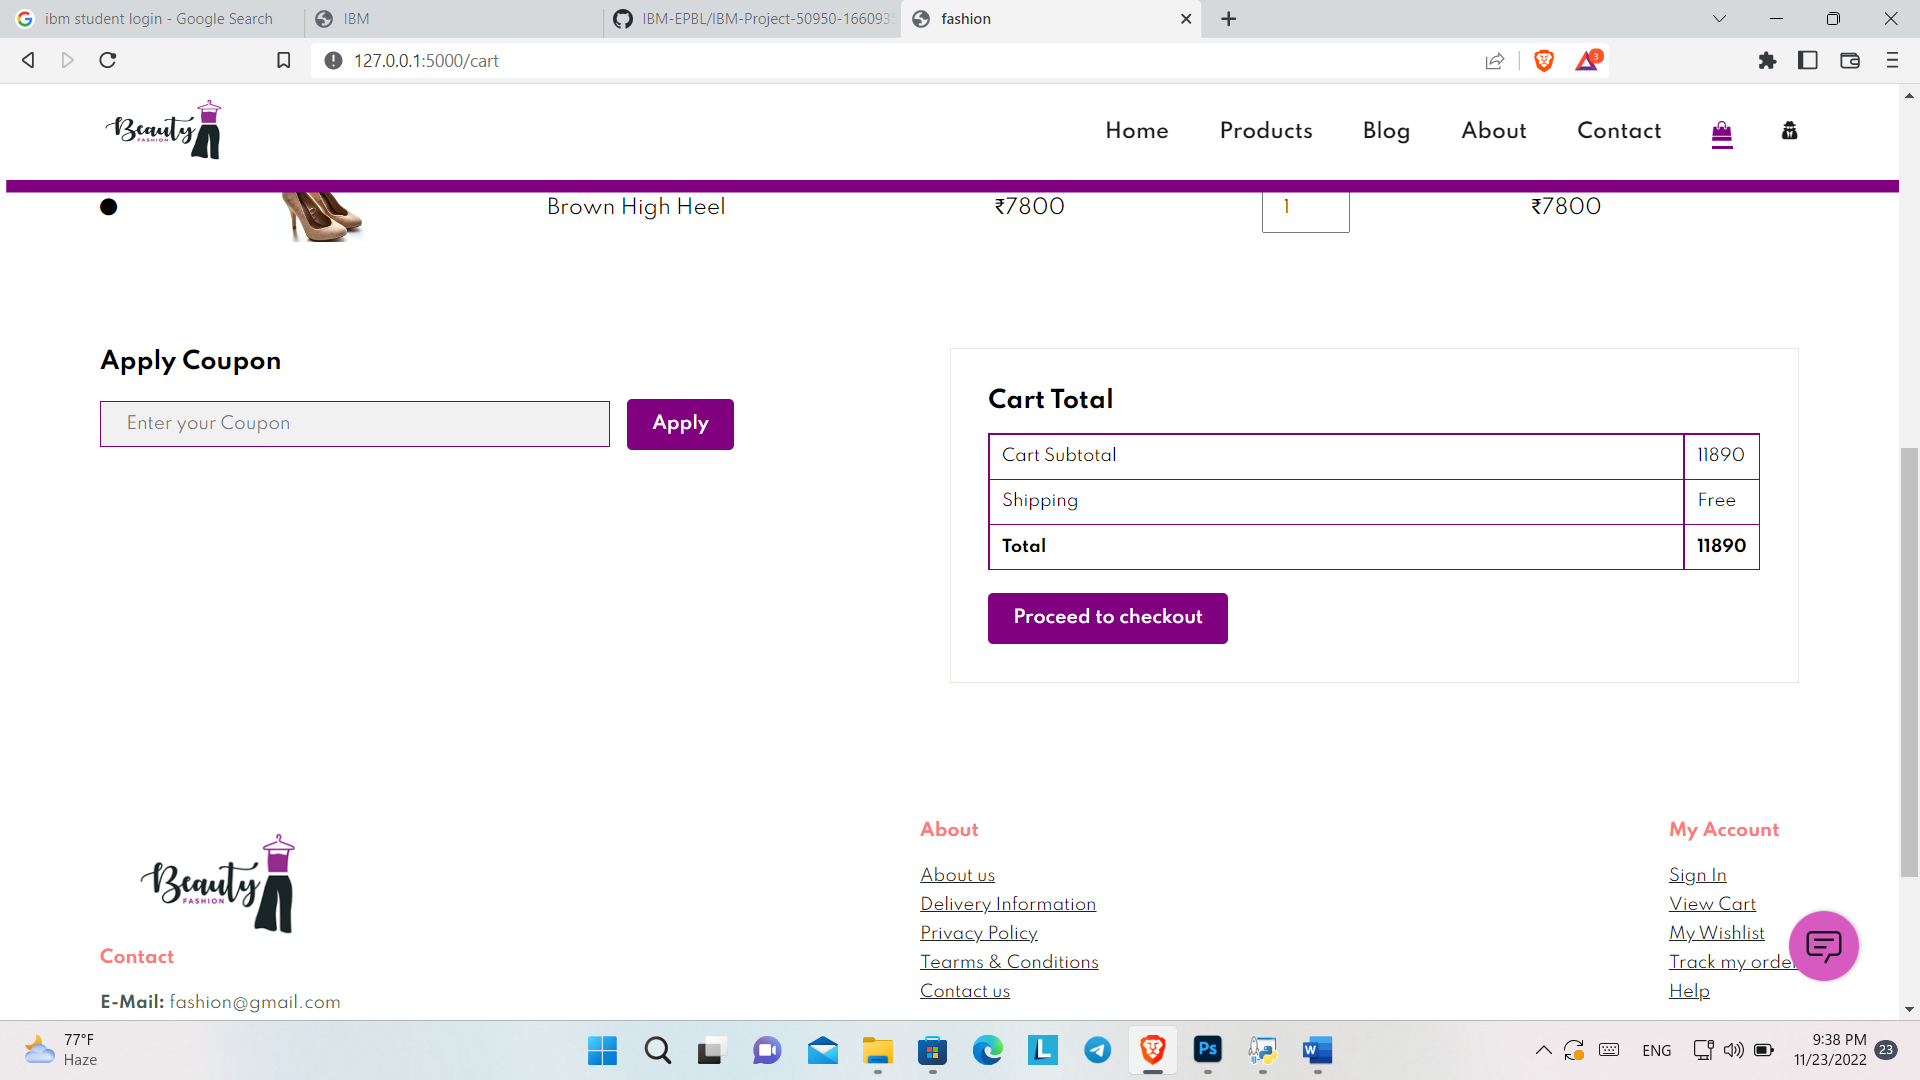 ibm student login - Google Search
IBM
IBM-EPBL/IBM-Project-50950-166093
fashion
127.0.0.1:5000/cart
3
Beauty
FASHION
Home
Products
Blog
About
Contact
Brown High Heel
₹7800
1
₹7800
Apply Coupon
Enter your Coupon
Apply
Cart Total
Cart Subtotal 11890
Shipping Free
Total 11890
Proceed to checkout
Beauty
FASHION
Contact
E-Mail: fashion@gmail.com
About
About us
Delivery Information
Privacy Policy
Tearms & Conditions
Contact us
My Account
Sign In
View Cart
My Wishlist
Track my order
Help
77°F
Haze
L
Ps
W
ENG
9:38 PM
11/23/2022
23